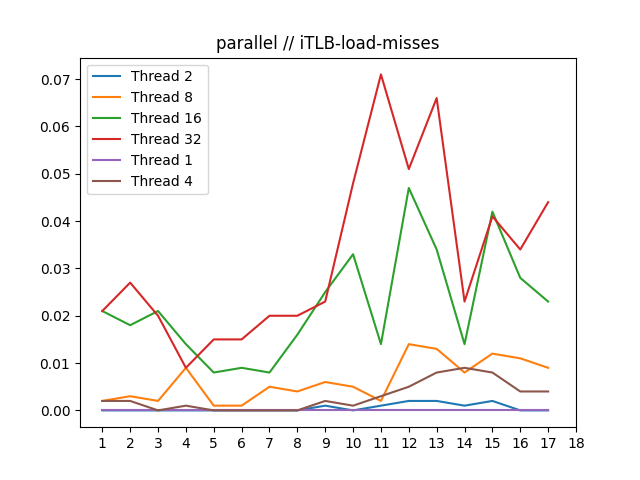 parallel // iTLB-load-misses
Thread 2
Thread 8
Thread 16
Thread 32
Thread 1
Thread 4
0.07
0.06
0.05
0.04
0.03
0.02
0.01
0.00
1 2 3 4 5 6 7 8 9 10 11 12 13 14 15 16 17 18